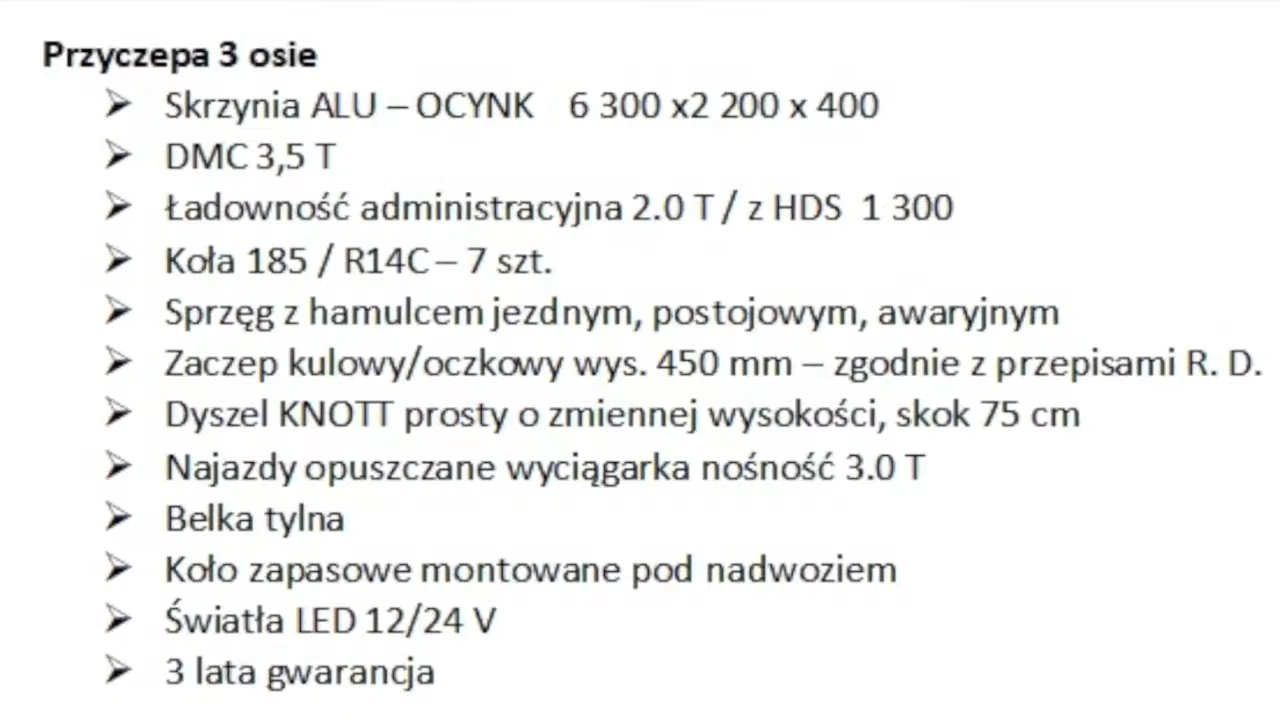 Przyczepa 3 osie
➢ Skrzynia ALU – OCYNK 6 300 x2 200 x 400
➢ DMC 3,5 T
➢ Ładowność administracyjna 2.0 T / z HDS 1 300
➢ Koła 185 / R14C – 7 szt.
➢ Sprzęg z hamulcem jezdnym, postojowym, awaryjnym
➢ Zaczep kulowy/oczkowy wys. 450 mm – zgodnie z przepisami R. D.
➢ Dyszel KNOTT prosty o zmiennej wysokości, skok 75 cm
➢ Najazdy opuszczane wyciągarka nośność 3.0 T
➢ Belka tylna
➢ Koło zapasowe montowane pod nadwoziem
➢ Światła LED 12/24 V
➢ 3 lata gwarancja